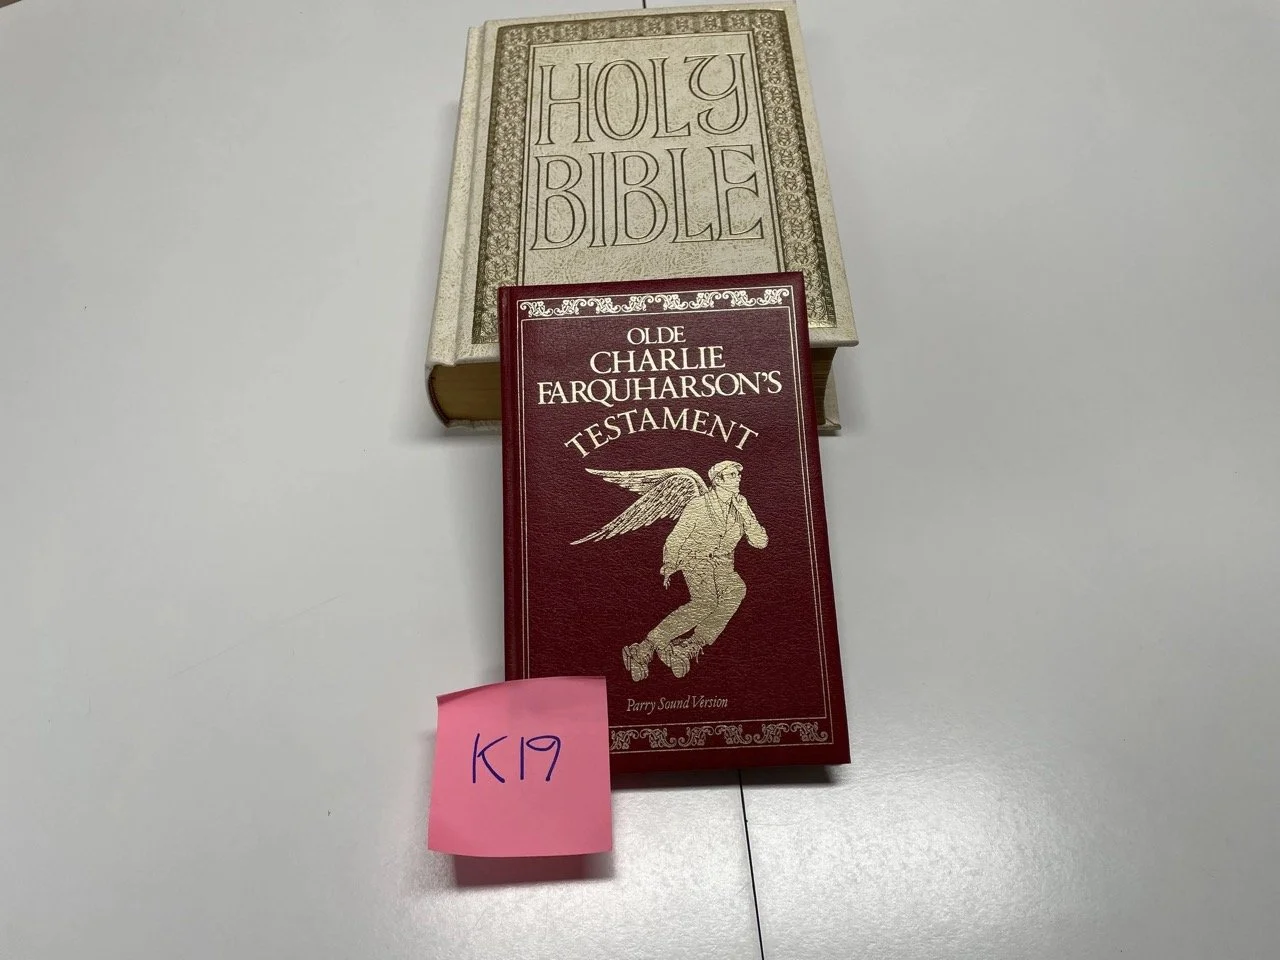 HOLY
BIBLE
OLDE
CHARLIE
FARQUHARSON'S
TESTAMENT
Parry Sound Version
K19